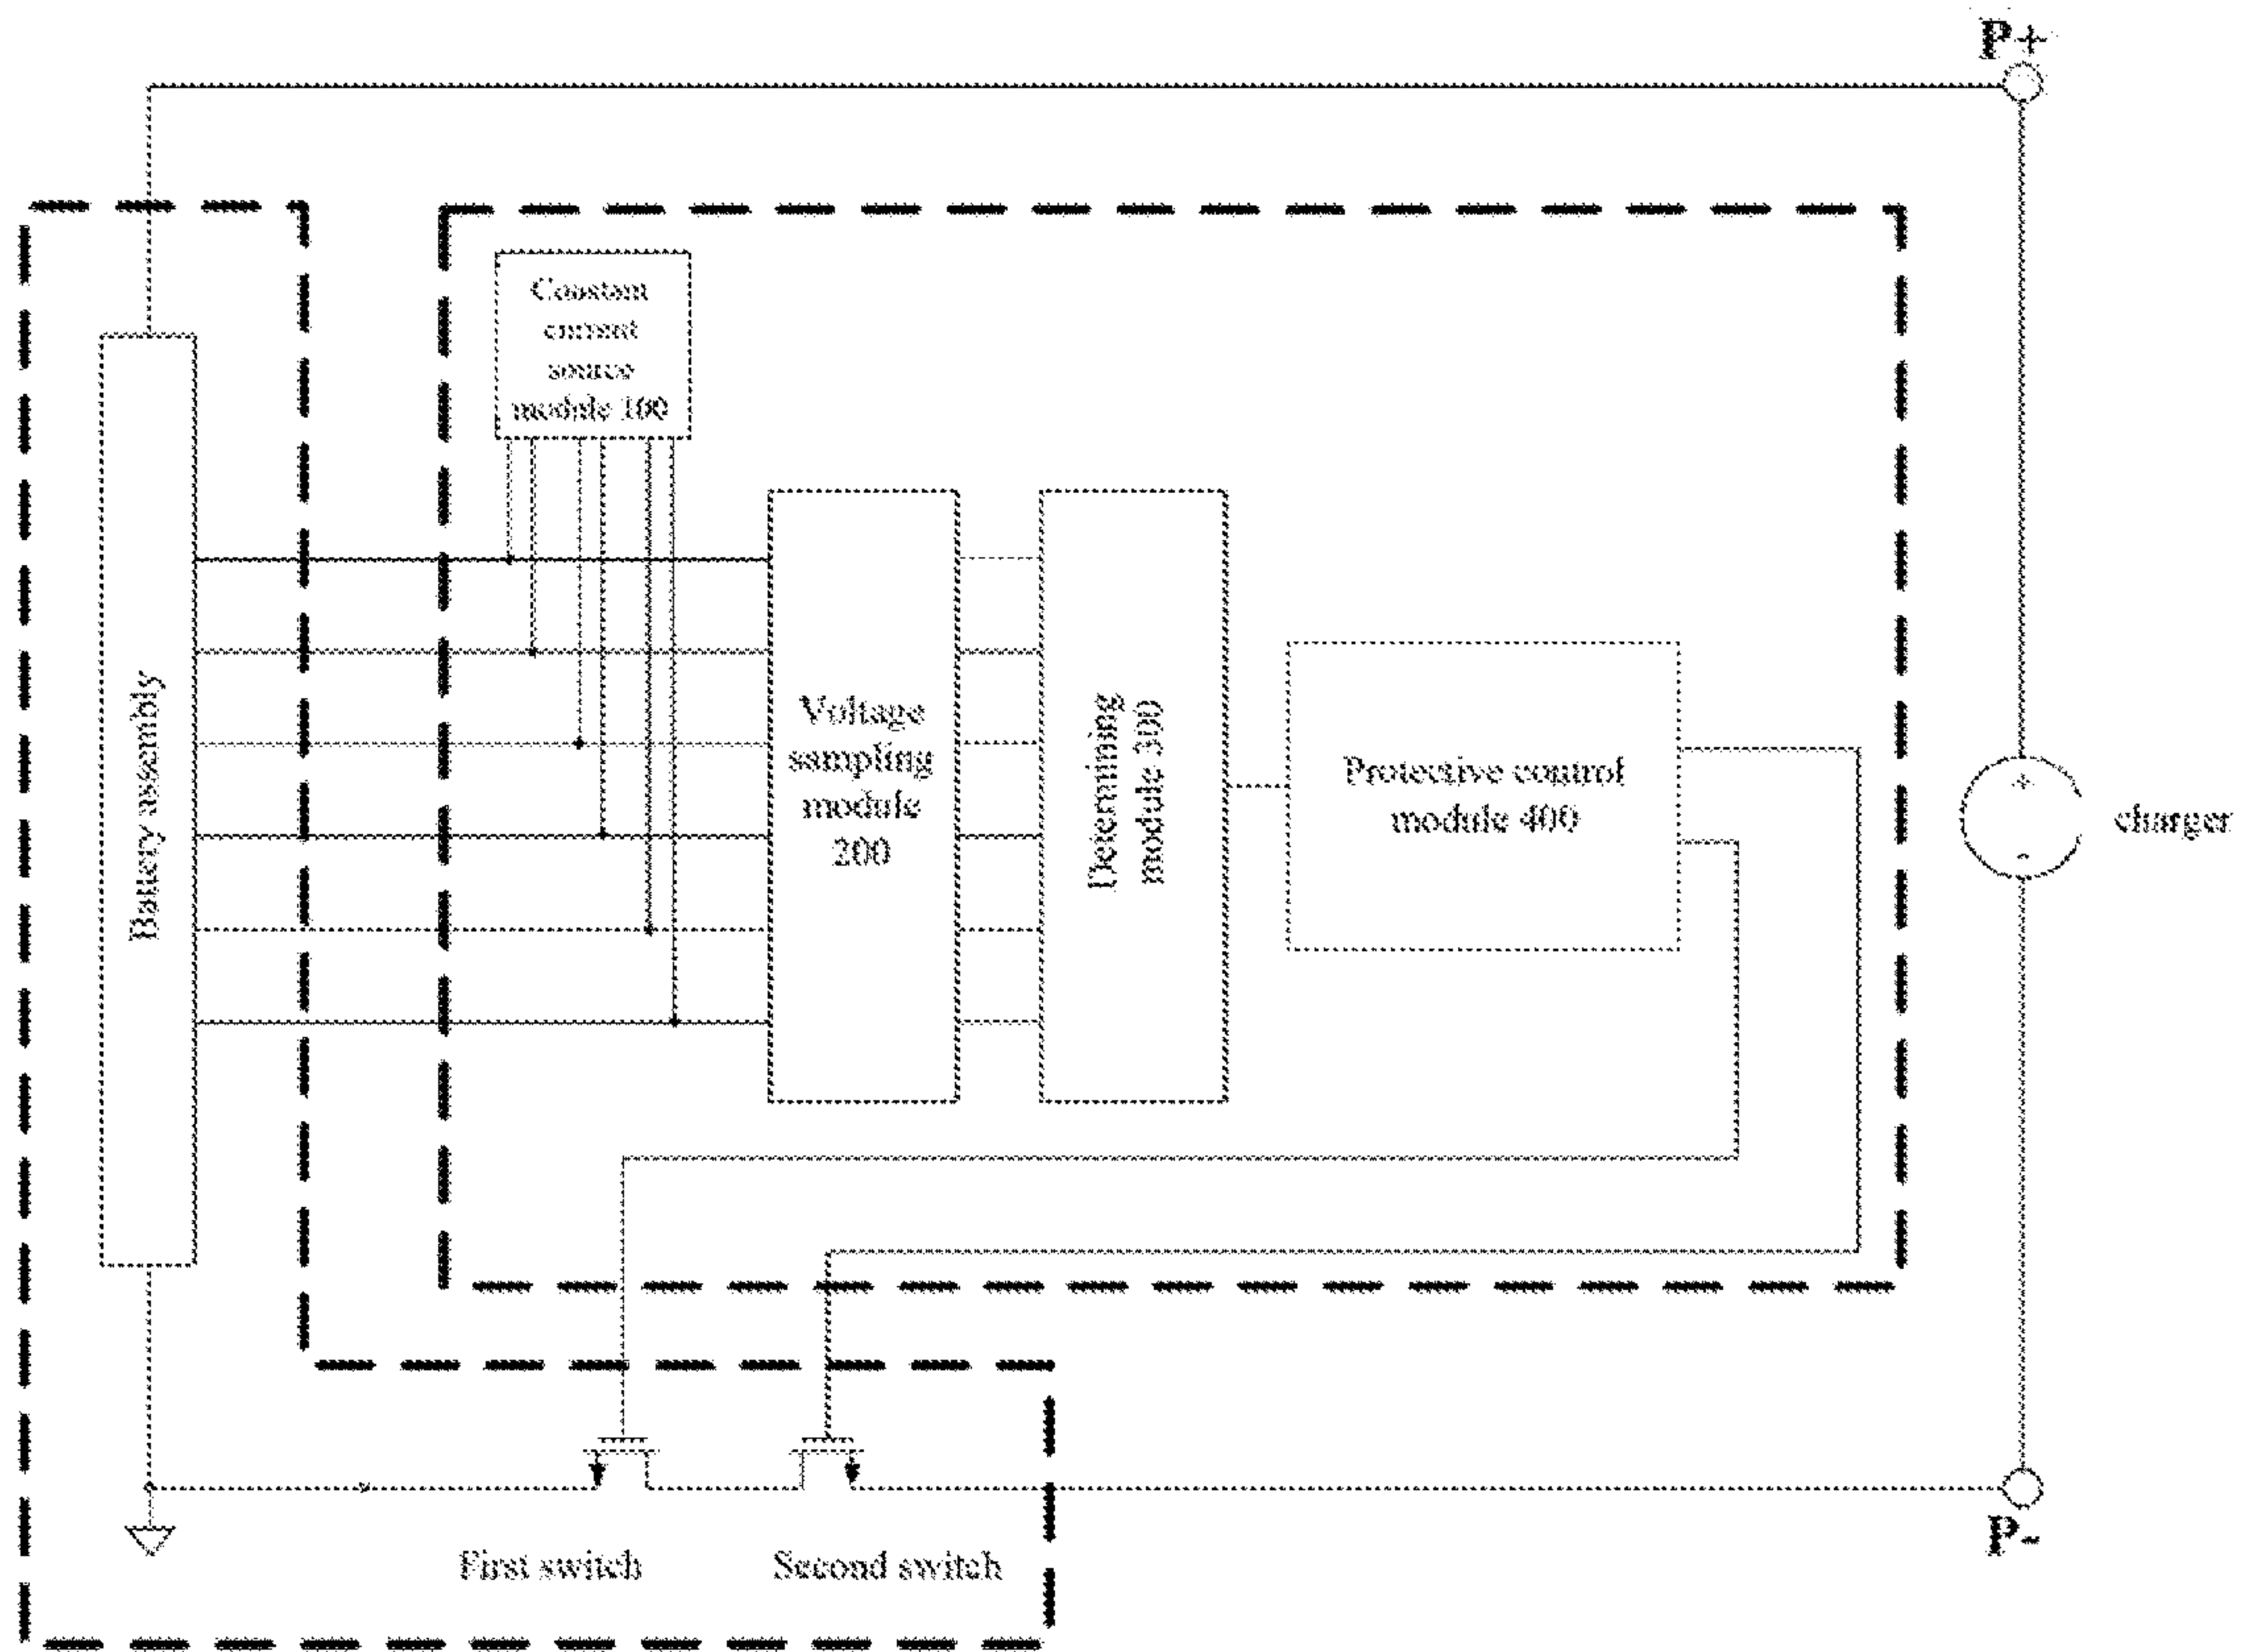 P+
Constant
current
source
module 100
Battery assembly
Voltage
sampling
module
200
Determining
module 300
Protective control
module 400
+
-
charger
First switch
Second switch
P-